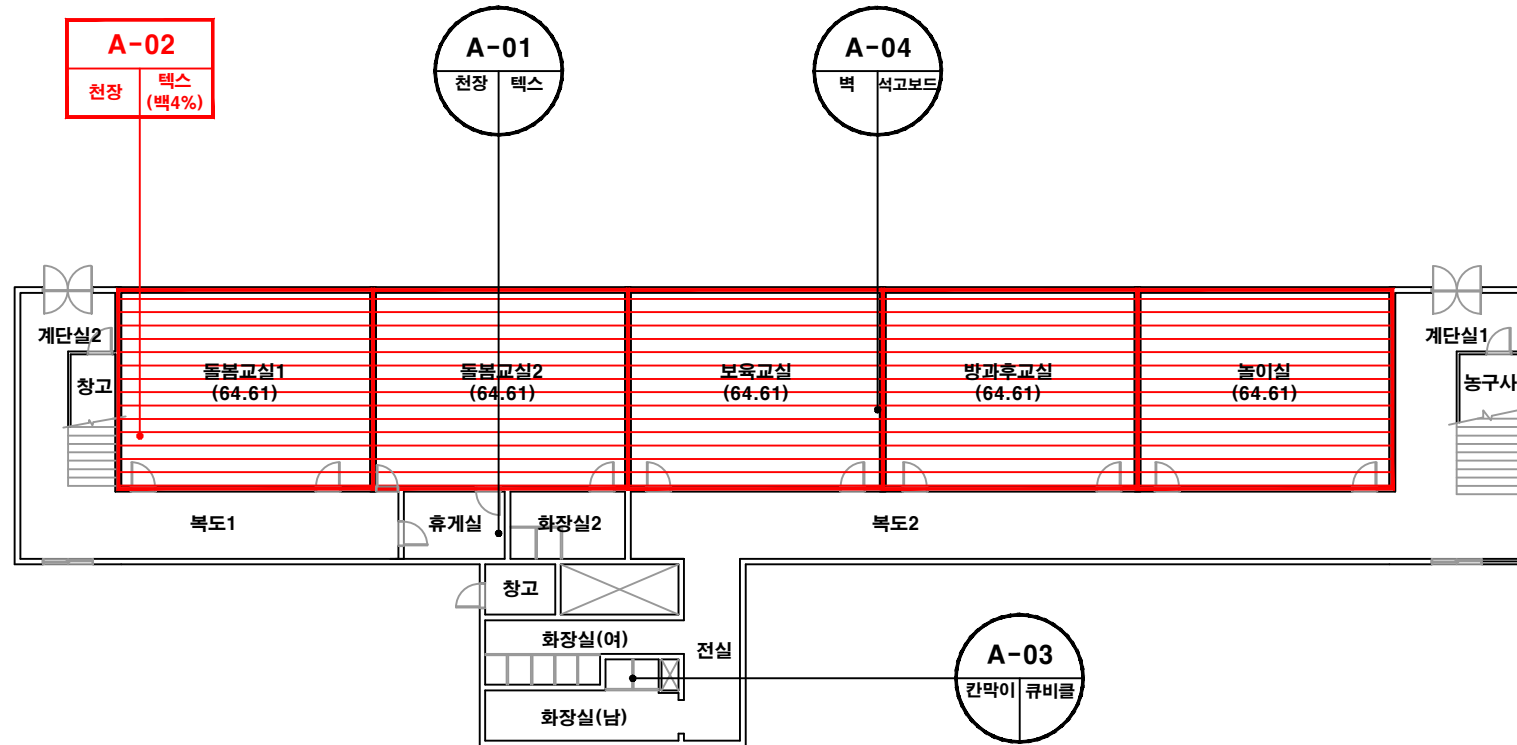 A-02
천장
텍스
(백4%)
A-01
천장
텍스
A-04
벽
석고보드
계단실2
계단실1
창고
돌봄교실1
(64.61)
돌봄교실2
(64.61)
보육교실
(64.61)
방과후교실
(64.61)
놀이실
(64.61)
농구사
복도1
휴게실
화장실2
복도2
창고
화장실(여)
전실
화장실(남)
A-03
칸막이
큐비클